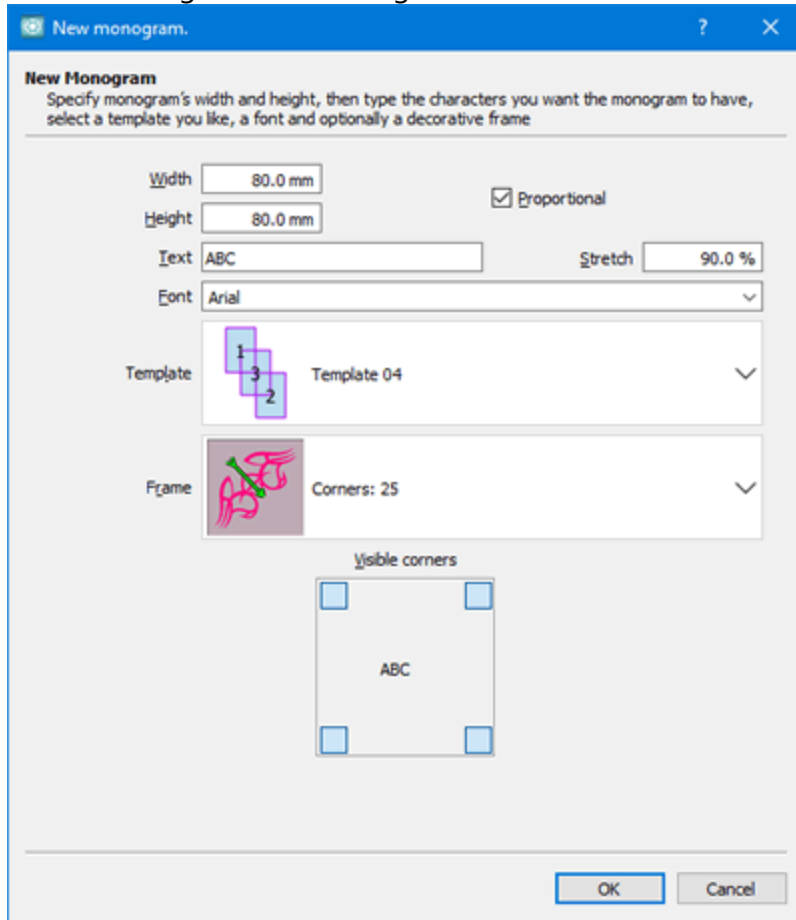 New monogram.
?
New Monogram
Specify monogram's width and height, then type the characters you want the monogram to have,
select a template you like, a font and optionally a decorative frame
Width 80.0 mm
Proportional
Height 80.0 mm
Text ABC Stretch 90.0 %
Font Arial
Template 1 3 2 Template 04
Frame Corners: 25
Visible corners
ABC
OK Cancel